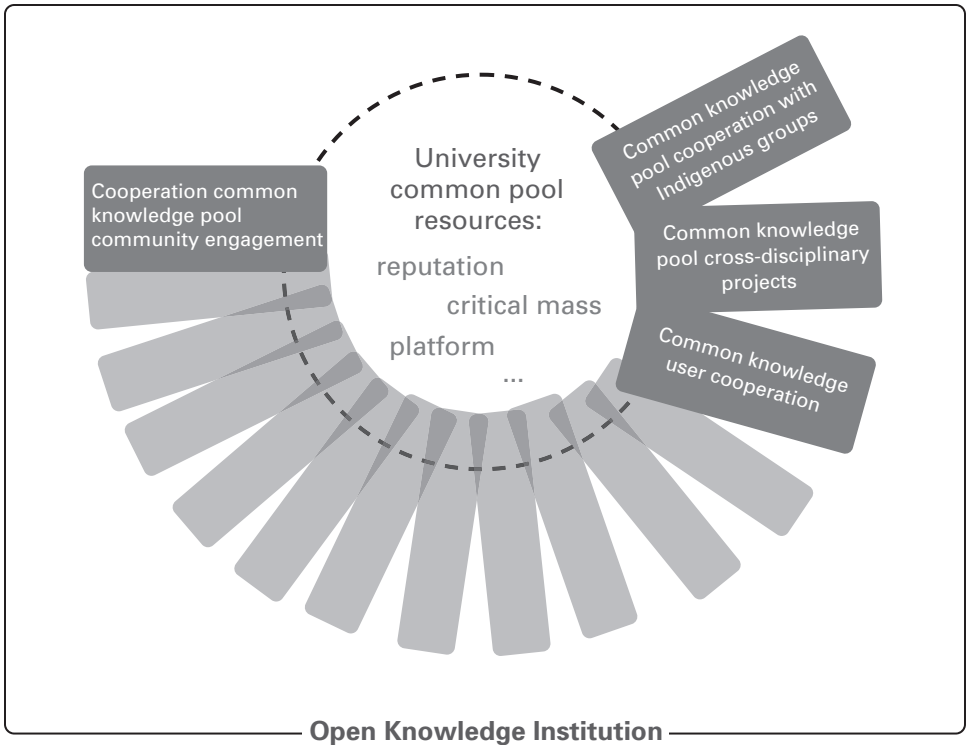 University
common pool
resources:
reputation
critical mass
platform
...
Cooperation common
knowledge pool
community engagement
Common knowledge
pool cooperation with
Indigenous groups
Common knowledge
pool cross-disciplinary
projects
Common knowledge
user cooperation
Open Knowledge Institution